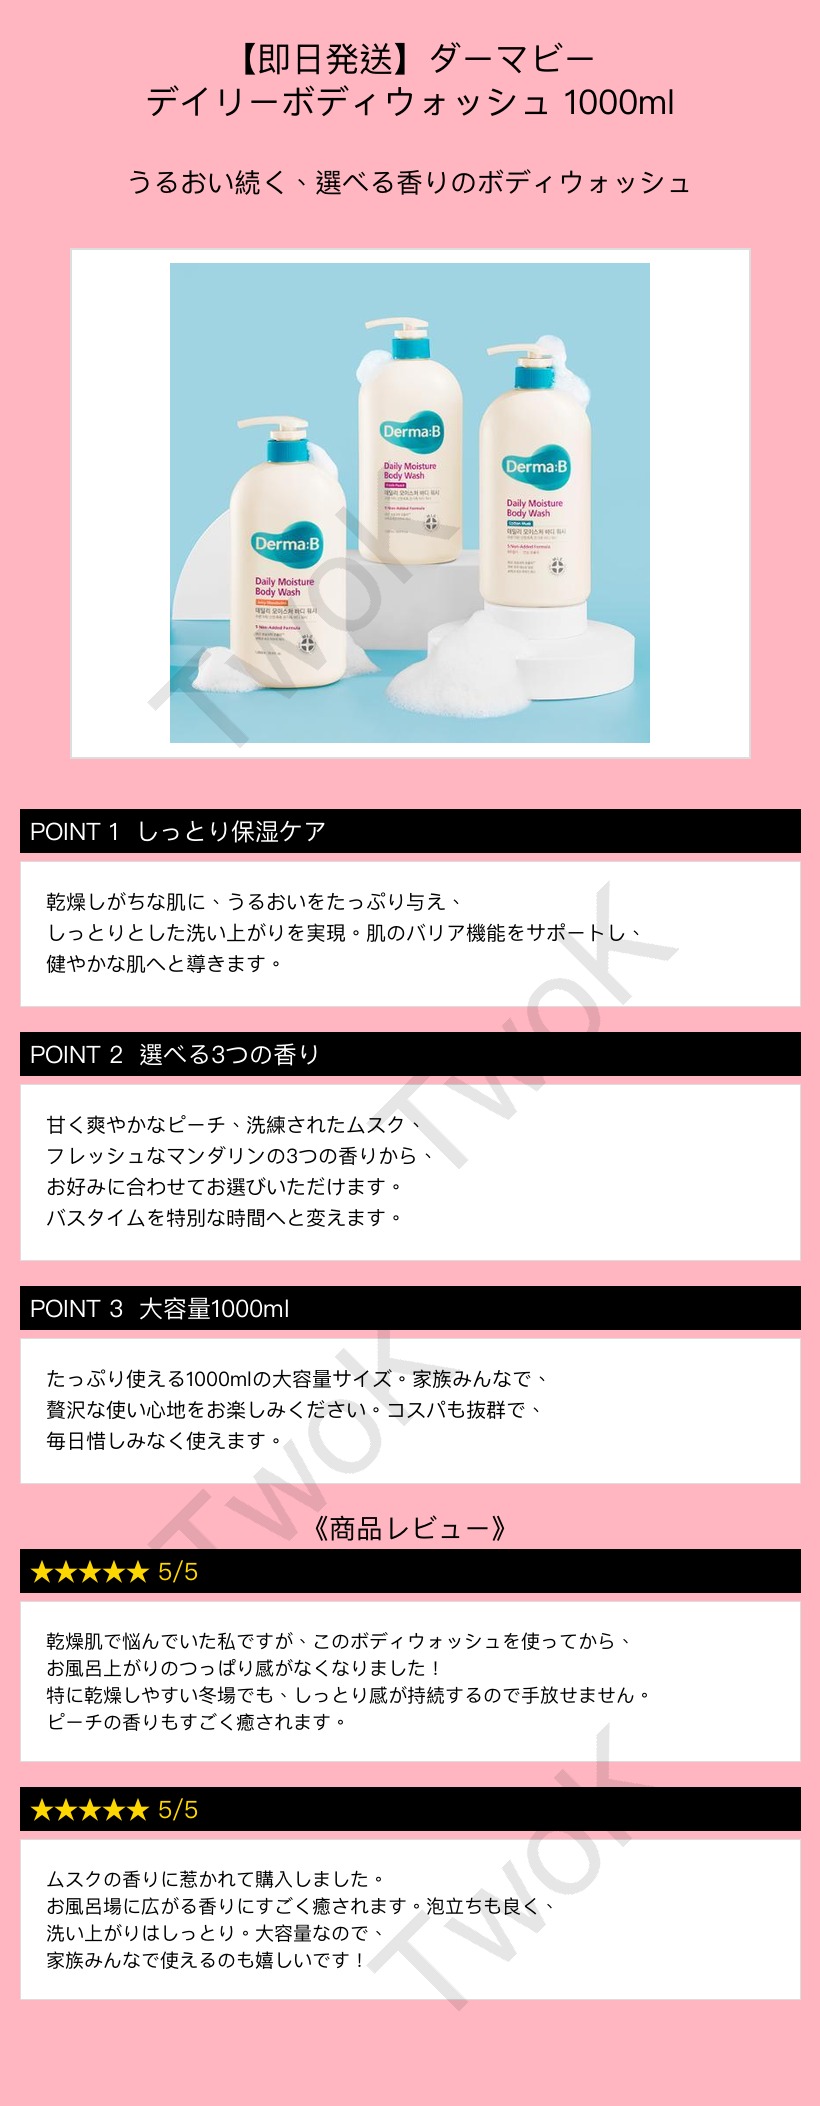 【即日発送】ダーマビー
デイリーボディウォッシュ 1000ml
うるおい続く、選べる香りのボディウォッシュ
Derma:B
Daily Moisture
Body Wash
데일리 모이스처 바디 워시
5 Non-Added Formula
Derma:B
Daily Moisture
Body Wash
Lotion Musk
데일리 모이스처 바디 워시
5 Non-Added Formula
Derma:B
Daily Moisture
Body Wash
데일리 모이스처 바디 워시
5 Non-Added Formula
TwoK
POINT 1 しっとり保湿ケア
乾燥しがちな肌に、うるおいをたっぷり与え、
しっとりとした洗い上がりを実現。肌のバリア機能をサポートし、
健やかな肌へと導きます。
TwoK
POINT 2 選べる3つの香り
甘く爽やかなピーチ、洗練されたムスク、
フレッシュなマンダリンの3つの香りから、
お好みに合わせてお選びいただけます。
バスタイムを特別な時間へと変えます。
POINT 3 大容量1000ml
たっぷり使える1000mlの大容量サイズ。家族みんなで、
贅沢な使い心地をお楽しみください。コスパも抜群で、
毎日惜しみなく使えます。
TwoK
《商品レビュー》
★★★★★ 5/5
乾燥肌で悩んでいた私ですが、このボディウォッシュを使ってから、
お風呂上がりのつっぱり感がなくなりました！
特に乾燥しやすい冬場でも、しっとり感が持続するので手放せません。
ピーチの香りもすごく癒されます。
★★★★★ 5/5
ムスクの香りに惹かれて購入しました。
お風呂場に広がる香りにすごく癒されます。泡立ちも良く、
洗い上がりはしっとり。大容量なので、
家族みんなで使えるのも嬉しいです！
TwoK